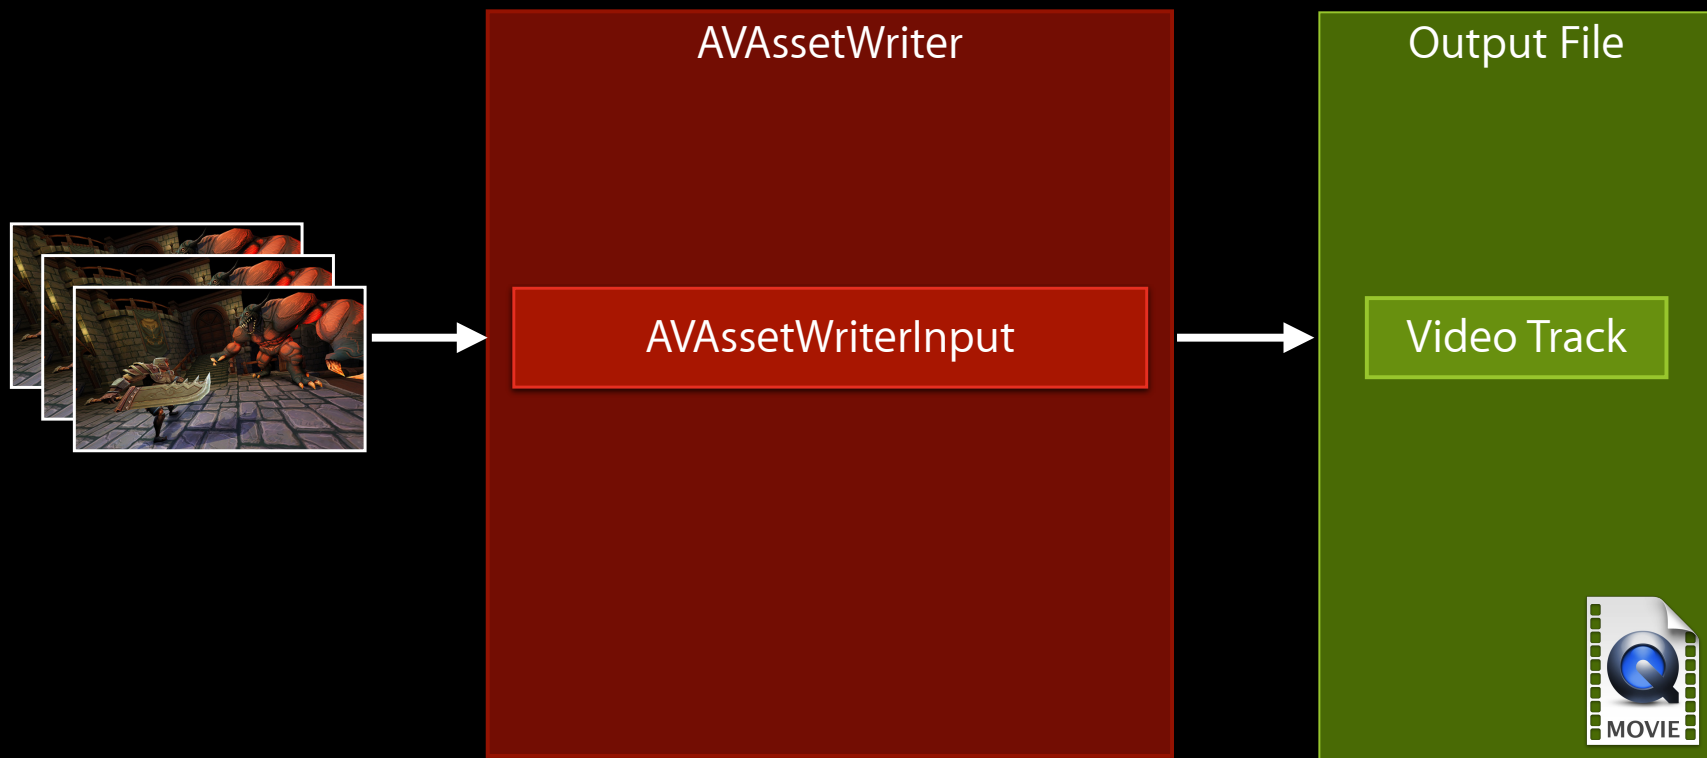 AVAssetWriter
Output File
AVAssetWriterInput
Video Track
MOVIE